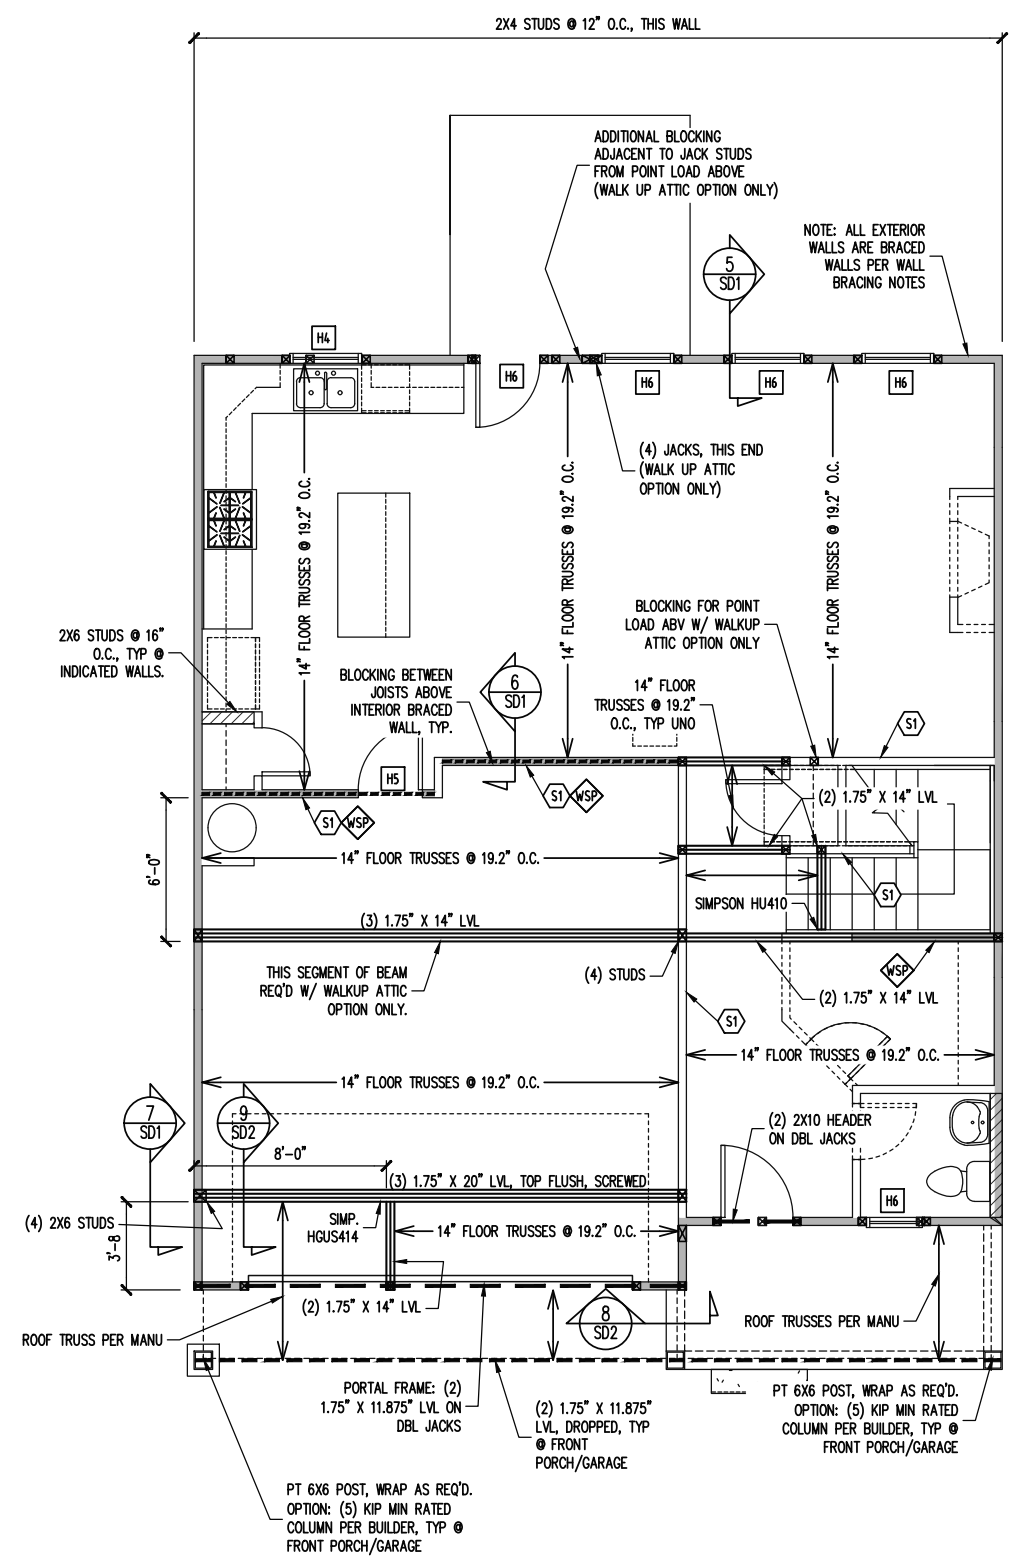 2X4 STUDS @ 12" O.C., THIS WALL
ADDITIONAL BLOCKING
ADJACENT TO JACK STUDS
FROM POINT LOAD ABOVE
(WALK UP ATTIC OPTION ONLY)
NOTE: ALL EXTERIOR
WALLS ARE BRACED
WALLS PER WALL
BRACING NOTES
5
SD1
H4
H6
H6
H6
H6
(4) JACKS, THIS END
(WALK UP ATTIC
OPTION ONLY)
14" FLOOR TRUSSES @ 19.2" O.C.
14" FLOOR TRUSSES @ 19.2" O.C.
14" FLOOR TRUSSES @ 19.2" O.C.
2X6 STUDS @ 16"
O.C., TYP @
INDICATED WALLS.
BLOCKING FOR POINT
LOAD ABV W/ WALKUP
ATTIC OPTION ONLY
BLOCKING BETWEEN
JOISTS ABOVE
INTERIOR BRACED
WALL, TYP.
6
SD1
14" FLOOR
TRUSSES @ 19.2"
O.C., TYP UNO
S1
H5
S1
WSP
S1
WSP
(2) 1.75" X 14" LVL
6'-0"
14" FLOOR TRUSSES @ 19.2" O.C.
S1
SIMPSON HU410
(3) 1.75" X 14" LVL
THIS SEGMENT OF BEAM
REQ'D W/ WALKUP ATTIC
OPTION ONLY.
(4) STUDS
WSP
(2) 1.75" X 14" LVL
S1
14" FLOOR TRUSSES @ 19.2" O.C.
14" FLOOR TRUSSES @ 19.2" O.C.
7
SD1
9
SD2
(2) 2X10 HEADER
ON DBL JACKS
8'-0"
(3) 1.75" X 20" LVL, TOP FLUSH, SCREWED
H6
(4) 2X6 STUDS
3'-8
SIMP.
HGUS414
14" FLOOR TRUSSES @ 19.2" O.C.
(2) 1.75" X 14" LVL
8
SD2
ROOF TRUSSES PER MANU
ROOF TRUSS PER MANU
PORTAL FRAME: (2)
1.75" X 11.875" LVL ON
DBL JACKS
(2) 1.75" X 11.875"
LVL, DROPPED, TYP
@ FRONT
PORCH/GARAGE
PT 6X6 POST, WRAP AS REQ'D.
OPTION: (5) KIP MIN RATED
COLUMN PER BUILDER, TYP @
FRONT PORCH/GARAGE
PT 6X6 POST, WRAP AS REQ'D.
OPTION: (5) KIP MIN RATED
COLUMN PER BUILDER, TYP @
FRONT PORCH/GARAGE